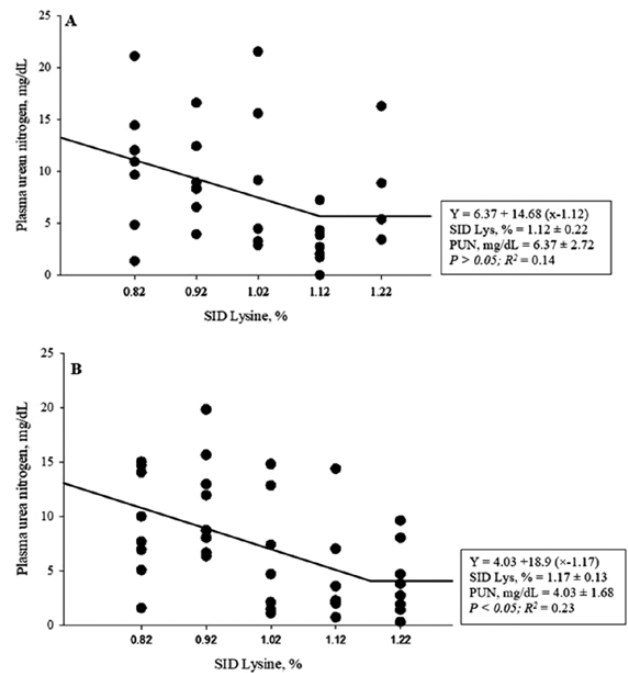 A
Plasma urean nitrogen, mg/dL
25
20
15
10
5
0
0.82 0.92 1.02 1.12 1.22
SID Lysine, %
Y = 6.37 + 14.68 (x-1.12)
SID Lys, % = 1.12 ± 0.22
PUN, mg/dL = 6.37 ± 2.72
P > 0.05; R² = 0.14
B
Plasma urea nitrogen, mg/dL
25
20
15
10
5
0
0.82 0.92 1.02 1.12 1.22
SID Lysine, %
Y = 4.03 +18.9 (×-1.17)
SID Lys, % = 1.17 ± 0.13
PUN, mg/dL = 4.03 ± 1.68
P < 0.05; R² = 0.23